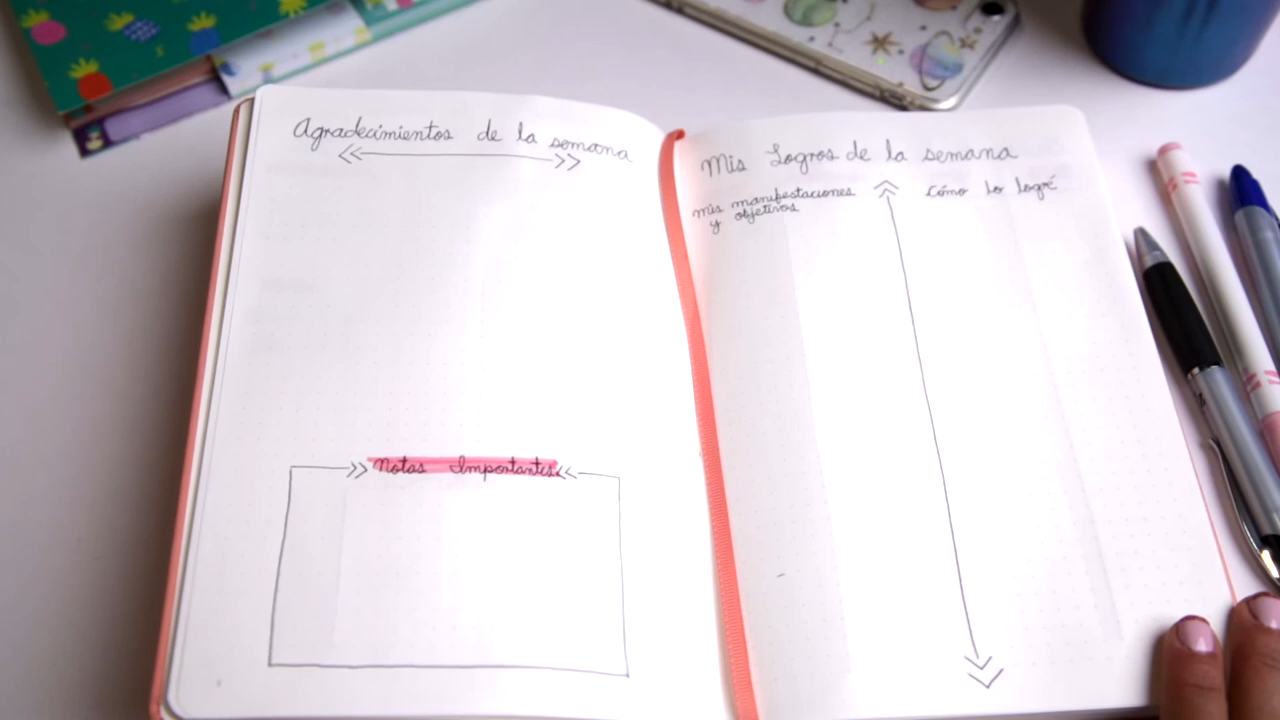 Agradecimientos de la semana
Notas Importantes
Mis Logros de la semana
mis manifestaciones
y objetivos
Cómo lo logré